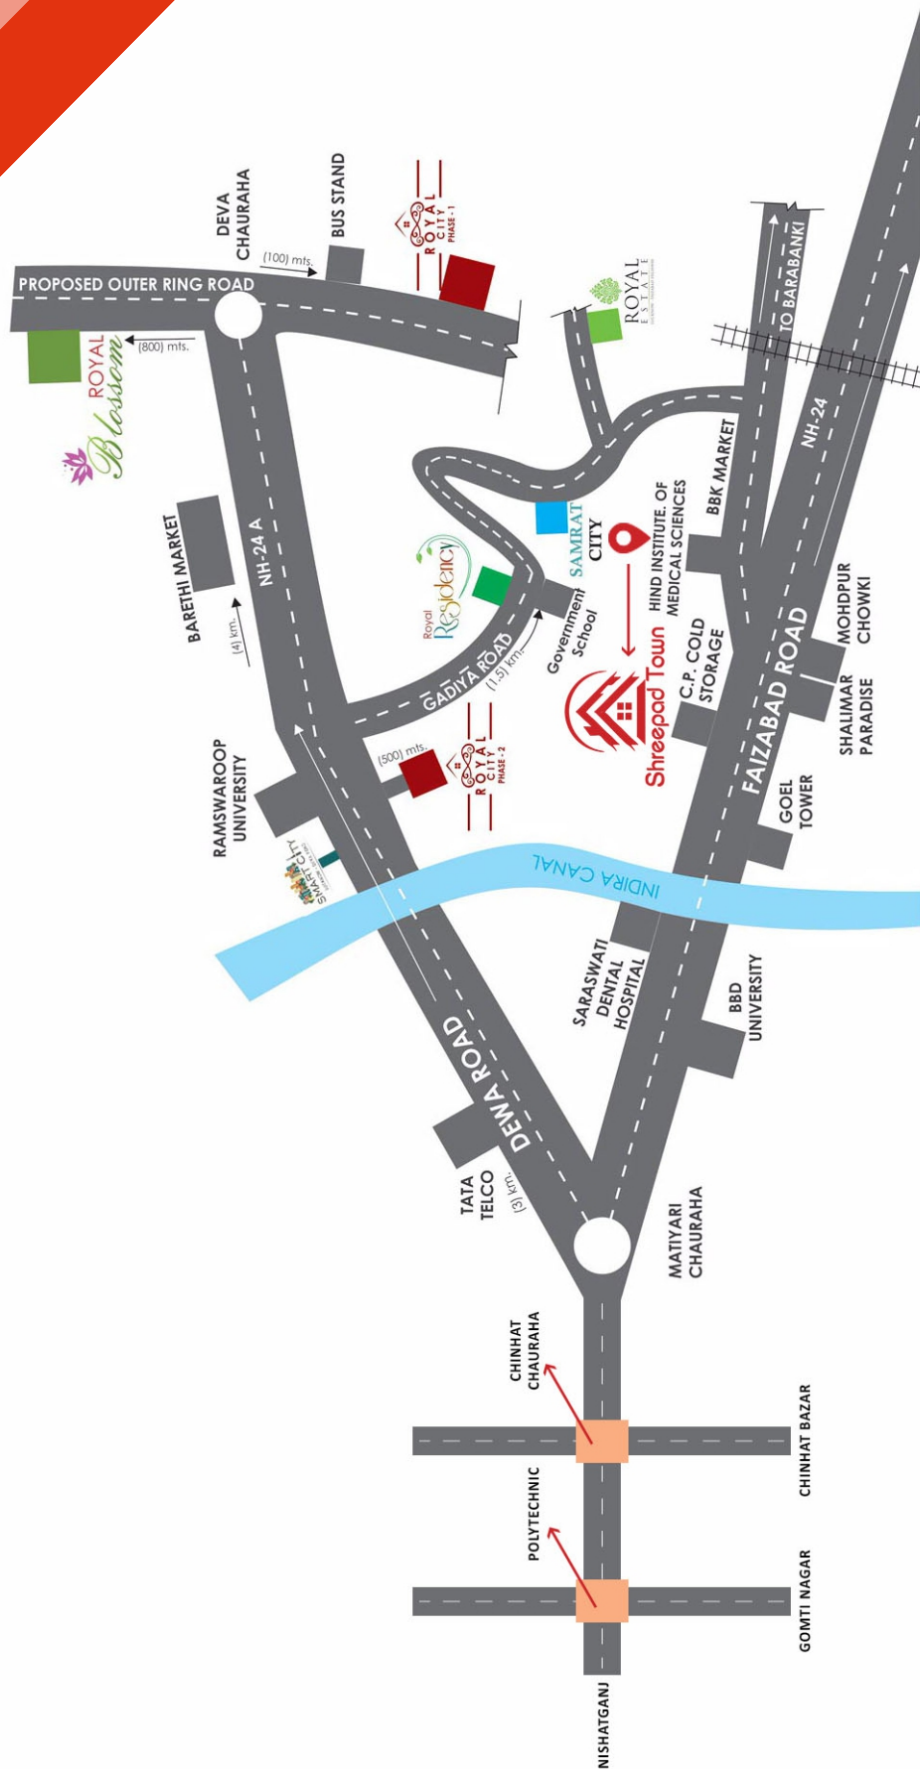 PROPOSED OUTER RING ROAD
DEVA
CHAURAHA
(100) mts.
BUS STAND
ROYAL
CITY
PHASE - 1
(800) mts.
ROYAL
Blossom
BARETHI MARKET
(4) km.
NH-24 A
RAMSWAROOP
UNIVERSITY
SMART City
ROYAL
ESTATE
TO BARABANKI
NH-24
BBK MARKET
SAMRAT
CITY
HIND INSTITUTE. OF
MEDICAL SCIENCES
Royal
Residency
Government
School
GADIYA ROAD
(1.5) km.
Shreepad Town
C.P. COLD
STORAGE
(500) mts.
ROYAL
CITY
PHASE - 2
FAIZABAD ROAD
MOHDPUR
CHOWKI
SHALIMAR
PARADISE
GOEL
TOWER
INDIRA CANAL
SARASWATI
DENTAL
HOSPITAL
BBD
UNIVERSITY
DEWA ROAD
TATA
TELCO
(3) km.
MATIYARI
CHAURAHA
CHINHAT
CHAURAHA
CHINHAT BAZAR
POLYTECHNIC
GOMTI NAGAR
NISHATGANJ